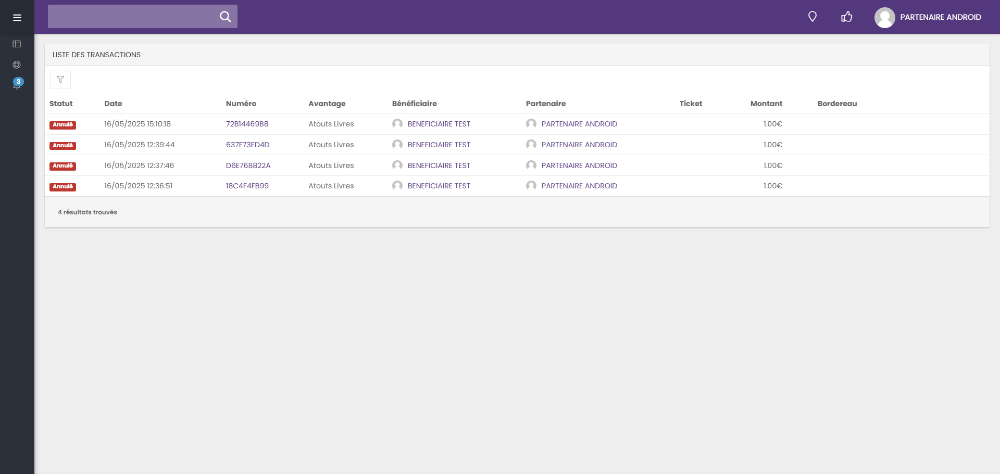 PARTENAIRE ANDROID
3
LISTE DES TRANSACTIONS
Statut Date Numéro Avantage Bénéficiaire Partenaire Ticket Montant Bordereau
Annulé 16/05/2025 15:10:18 72B14469B8 Atouts Livres BENEFICIAIRE TEST PARTENAIRE ANDROID 1.00€
Annulé 16/05/2025 12:39:44 637F73ED4D Atouts Livres BENEFICIAIRE TEST PARTENAIRE ANDROID 1.00€
Annulé 16/05/2025 12:37:46 D6E768822A Atouts Livres BENEFICIAIRE TEST PARTENAIRE ANDROID 1.00€
Annulé 16/05/2025 12:36:51 18C4F4FB99 Atouts Livres BENEFICIAIRE TEST PARTENAIRE ANDROID 1.00€
4 résultats trouvés